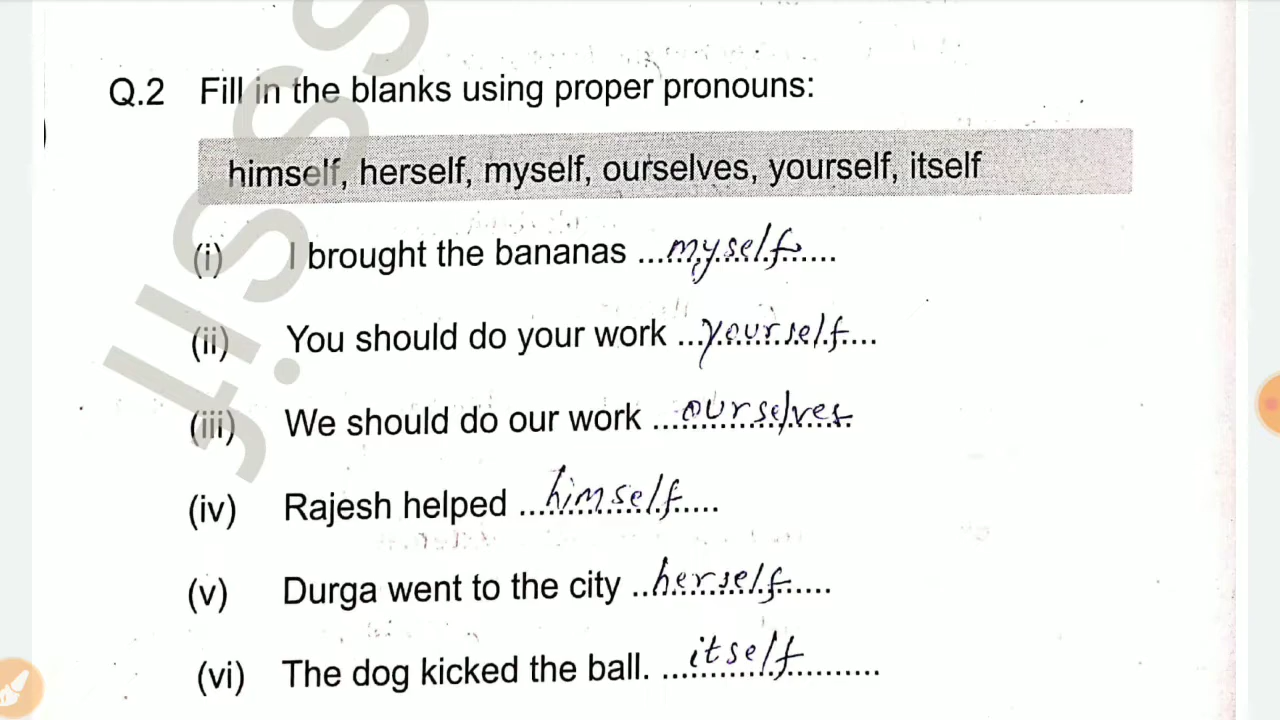 Q.2 Fill in the blanks using proper pronouns:
himself, herself, myself, ourselves, yourself, itself
(i) I brought the bananas ...myself...
(ii) You should do your work ...yourself....
(iii) We should do our work ...ourselves.
(iv) Rajesh helped ...himself.....
(v) Durga went to the city ..herself.....
(vi) The dog kicked the ball. ...itself..........